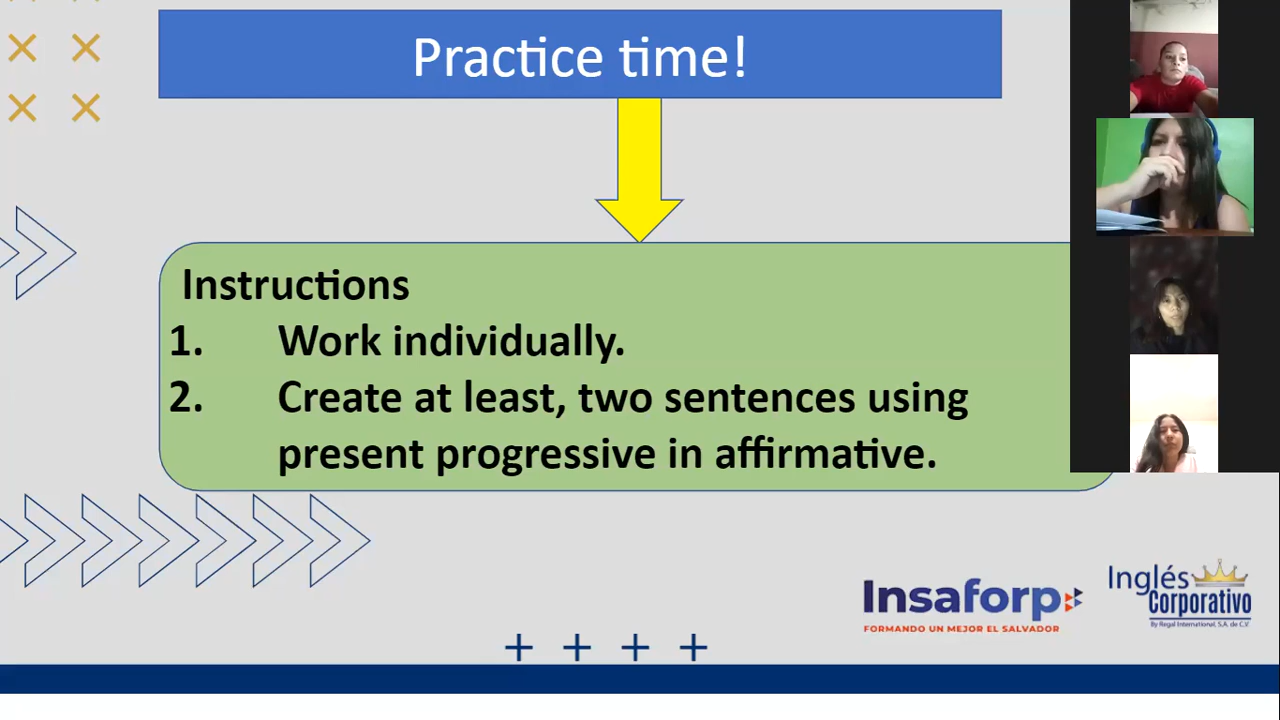 Practice time!
Instructions
1. Work individually.
2. Create at least, two sentences using
present progressive in affirmative.
Insaforp
FORMANDO UN MEJOR EL SALVADOR
Inglés
Corporativo
By Regal International, S.A. de C.V.